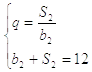 q = S₂/b₂
b₂ + S₂ = 12